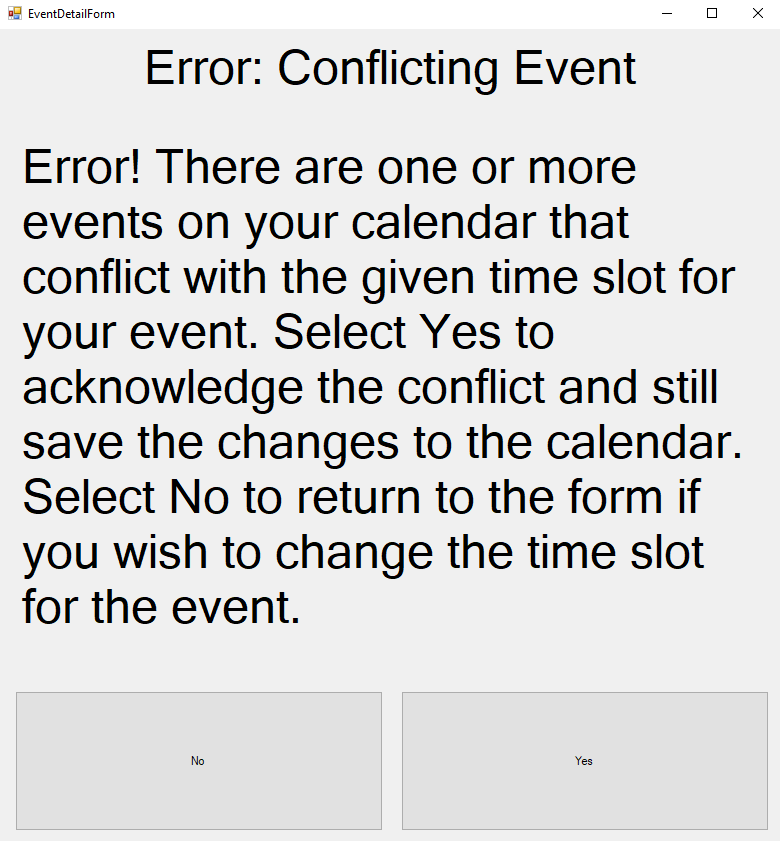 EventDetailForm
Error: Conflicting Event
Error! There are one or more
events on your calendar that
conflict with the given time slot for
your event. Select Yes to
acknowledge the conflict and still
save the changes to the calendar.
Select No to return to the form if
you wish to change the time slot
for the event.
No
Yes